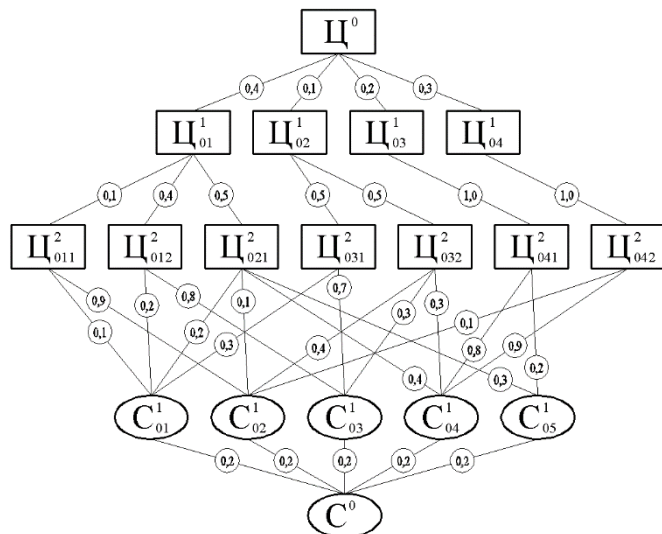 Ц⁰
0,4 0,1 0,2 0,3
Ц¹₀₁ Ц¹₀₂ Ц¹₀₃ Ц¹₀₄
0,1 0,4 0,5 0,5 0,5 1,0 1,0
Ц²₀₁₁ Ц²₀₁₂ Ц²₀₂₁ Ц²₀₃₁ Ц²₀₃₂ Ц²₀₄₁ Ц²₀₄₂
0,9 0,2 0,8 0,1 0,7 0,3 0,3 0,1
0,1 0,2 0,3 0,4 0,8 0,9 0,2
0,4 0,3
С¹₀₁ С¹₀₂ С¹₀₃ С¹₀₄ С¹₀₅
0,2 0,2 0,2 0,2 0,2
С⁰